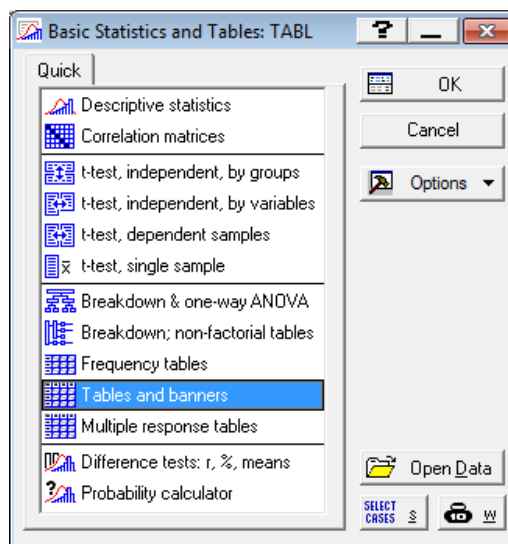 Basic Statistics and Tables: TABL
?
Quick
Descriptive statistics
Correlation matrices
t-test, independent, by groups
t-test, independent, by variables
t-test, dependent samples
x t-test, single sample
Breakdown & one-way ANOVA
Breakdown; non-factorial tables
Frequency tables
Tables and banners
Multiple response tables
Difference tests: r, %, means
? Probability calculator
OK
Cancel
Options
Open Data
SELECT
CASES S
W